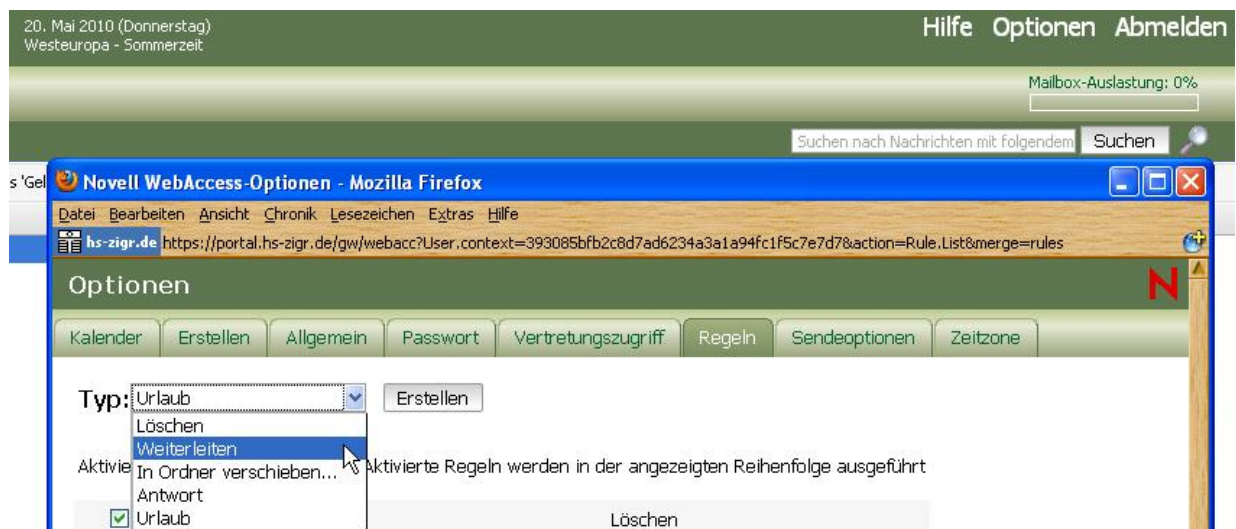 20. Mai 2010 (Donnerstag)
Westeuropa - Sommerzeit
Hilfe Optionen Abmelden
Mailbox-Auslastung: 0%
Suchen nach Nachrichten mit folgendem Suchen
s 'Gel
Novell WebAccess-Optionen - Mozilla Firefox
Datei Bearbeiten Ansicht Chronik Lesezeichen Extras Hilfe
hs-zigr.de https://portal.hs-zigr.de/gw/webacc?User.context=393085bfb2c8d7ad6234a3a1a94fc1f5c7e7d7&action=Rule.List&merge=rules
Optionen N
Kalender Erstellen Allgemein Passwort Vertretungszugriff Regeln Sendeoptionen Zeitzone
Typ: Urlaub Erstellen
Löschen
Weiterleiten
Aktivie In Ordner verschieben... Aktivierte Regeln werden in der angezeigten Reihenfolge ausgeführt
Antwort
Urlaub Löschen